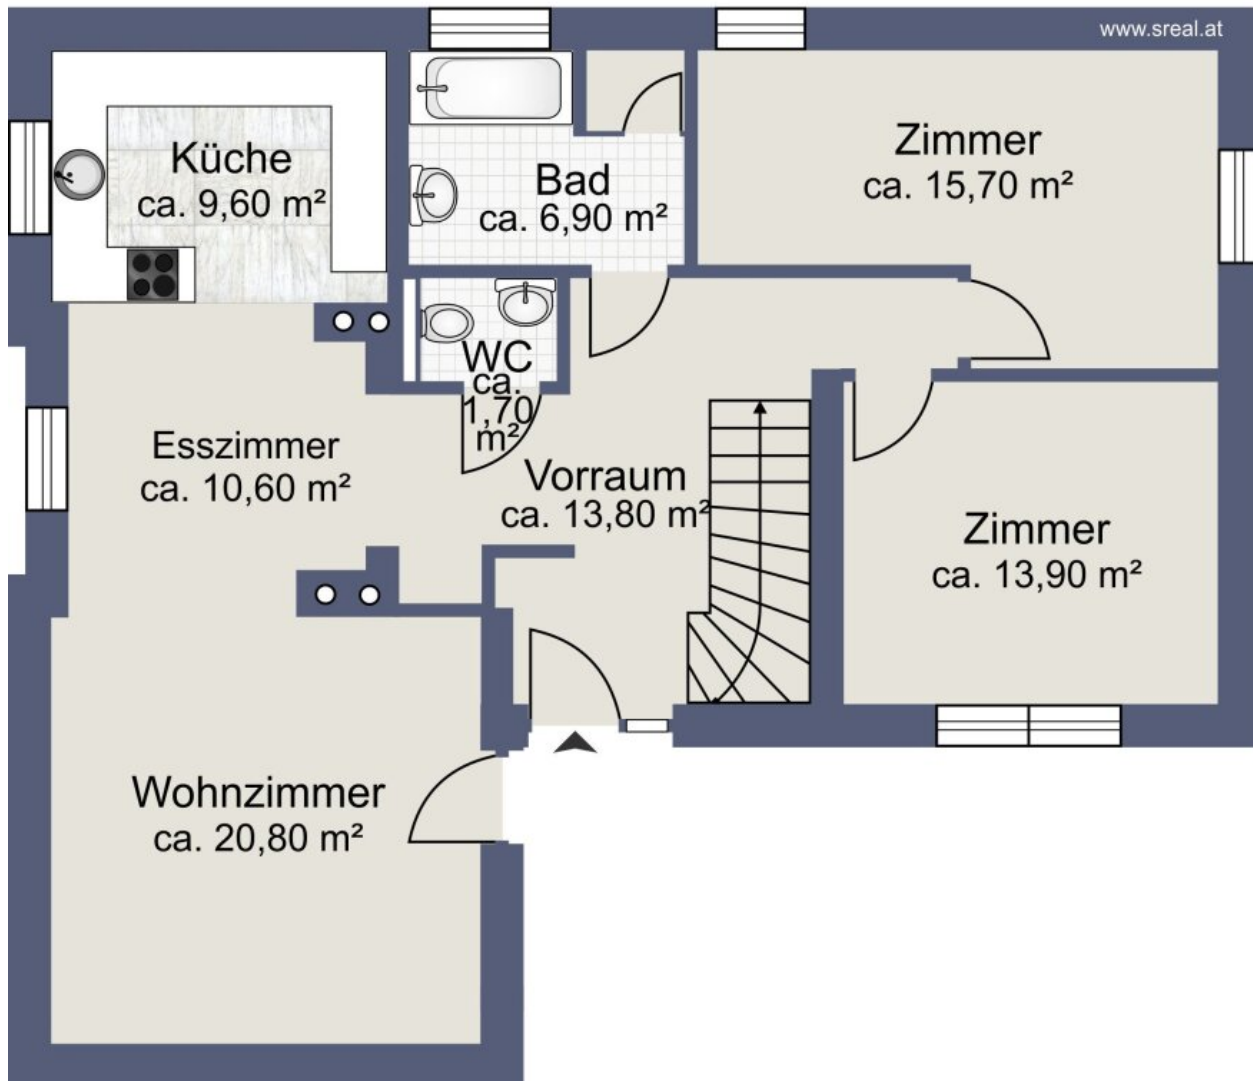 www.sreal.at
Küche
ca. 9,60 m²
Bad
ca. 6,90 m²
Zimmer
ca. 15,70 m²
WC
ca.
1,70
m²
Esszimmer
ca. 10,60 m²
Vorraum
ca. 13,80 m²
Zimmer
ca. 13,90 m²
Wohnzimmer
ca. 20,80 m²